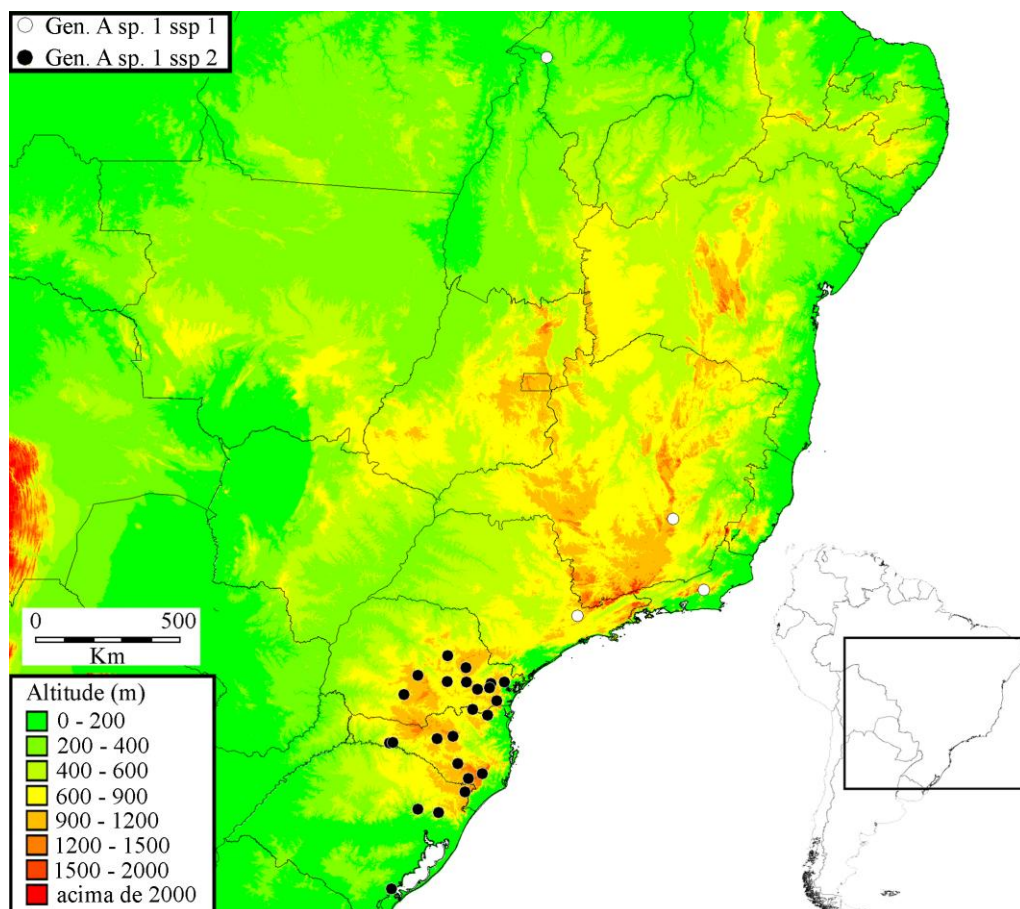 Gen. A sp. 1 ssp 1
Gen. A sp. 1 ssp 2
0 500
Km
Altitude (m)
0 - 200
200 - 400
400 - 600
600 - 900
900 - 1200
1200 - 1500
1500 - 2000
acima de 2000